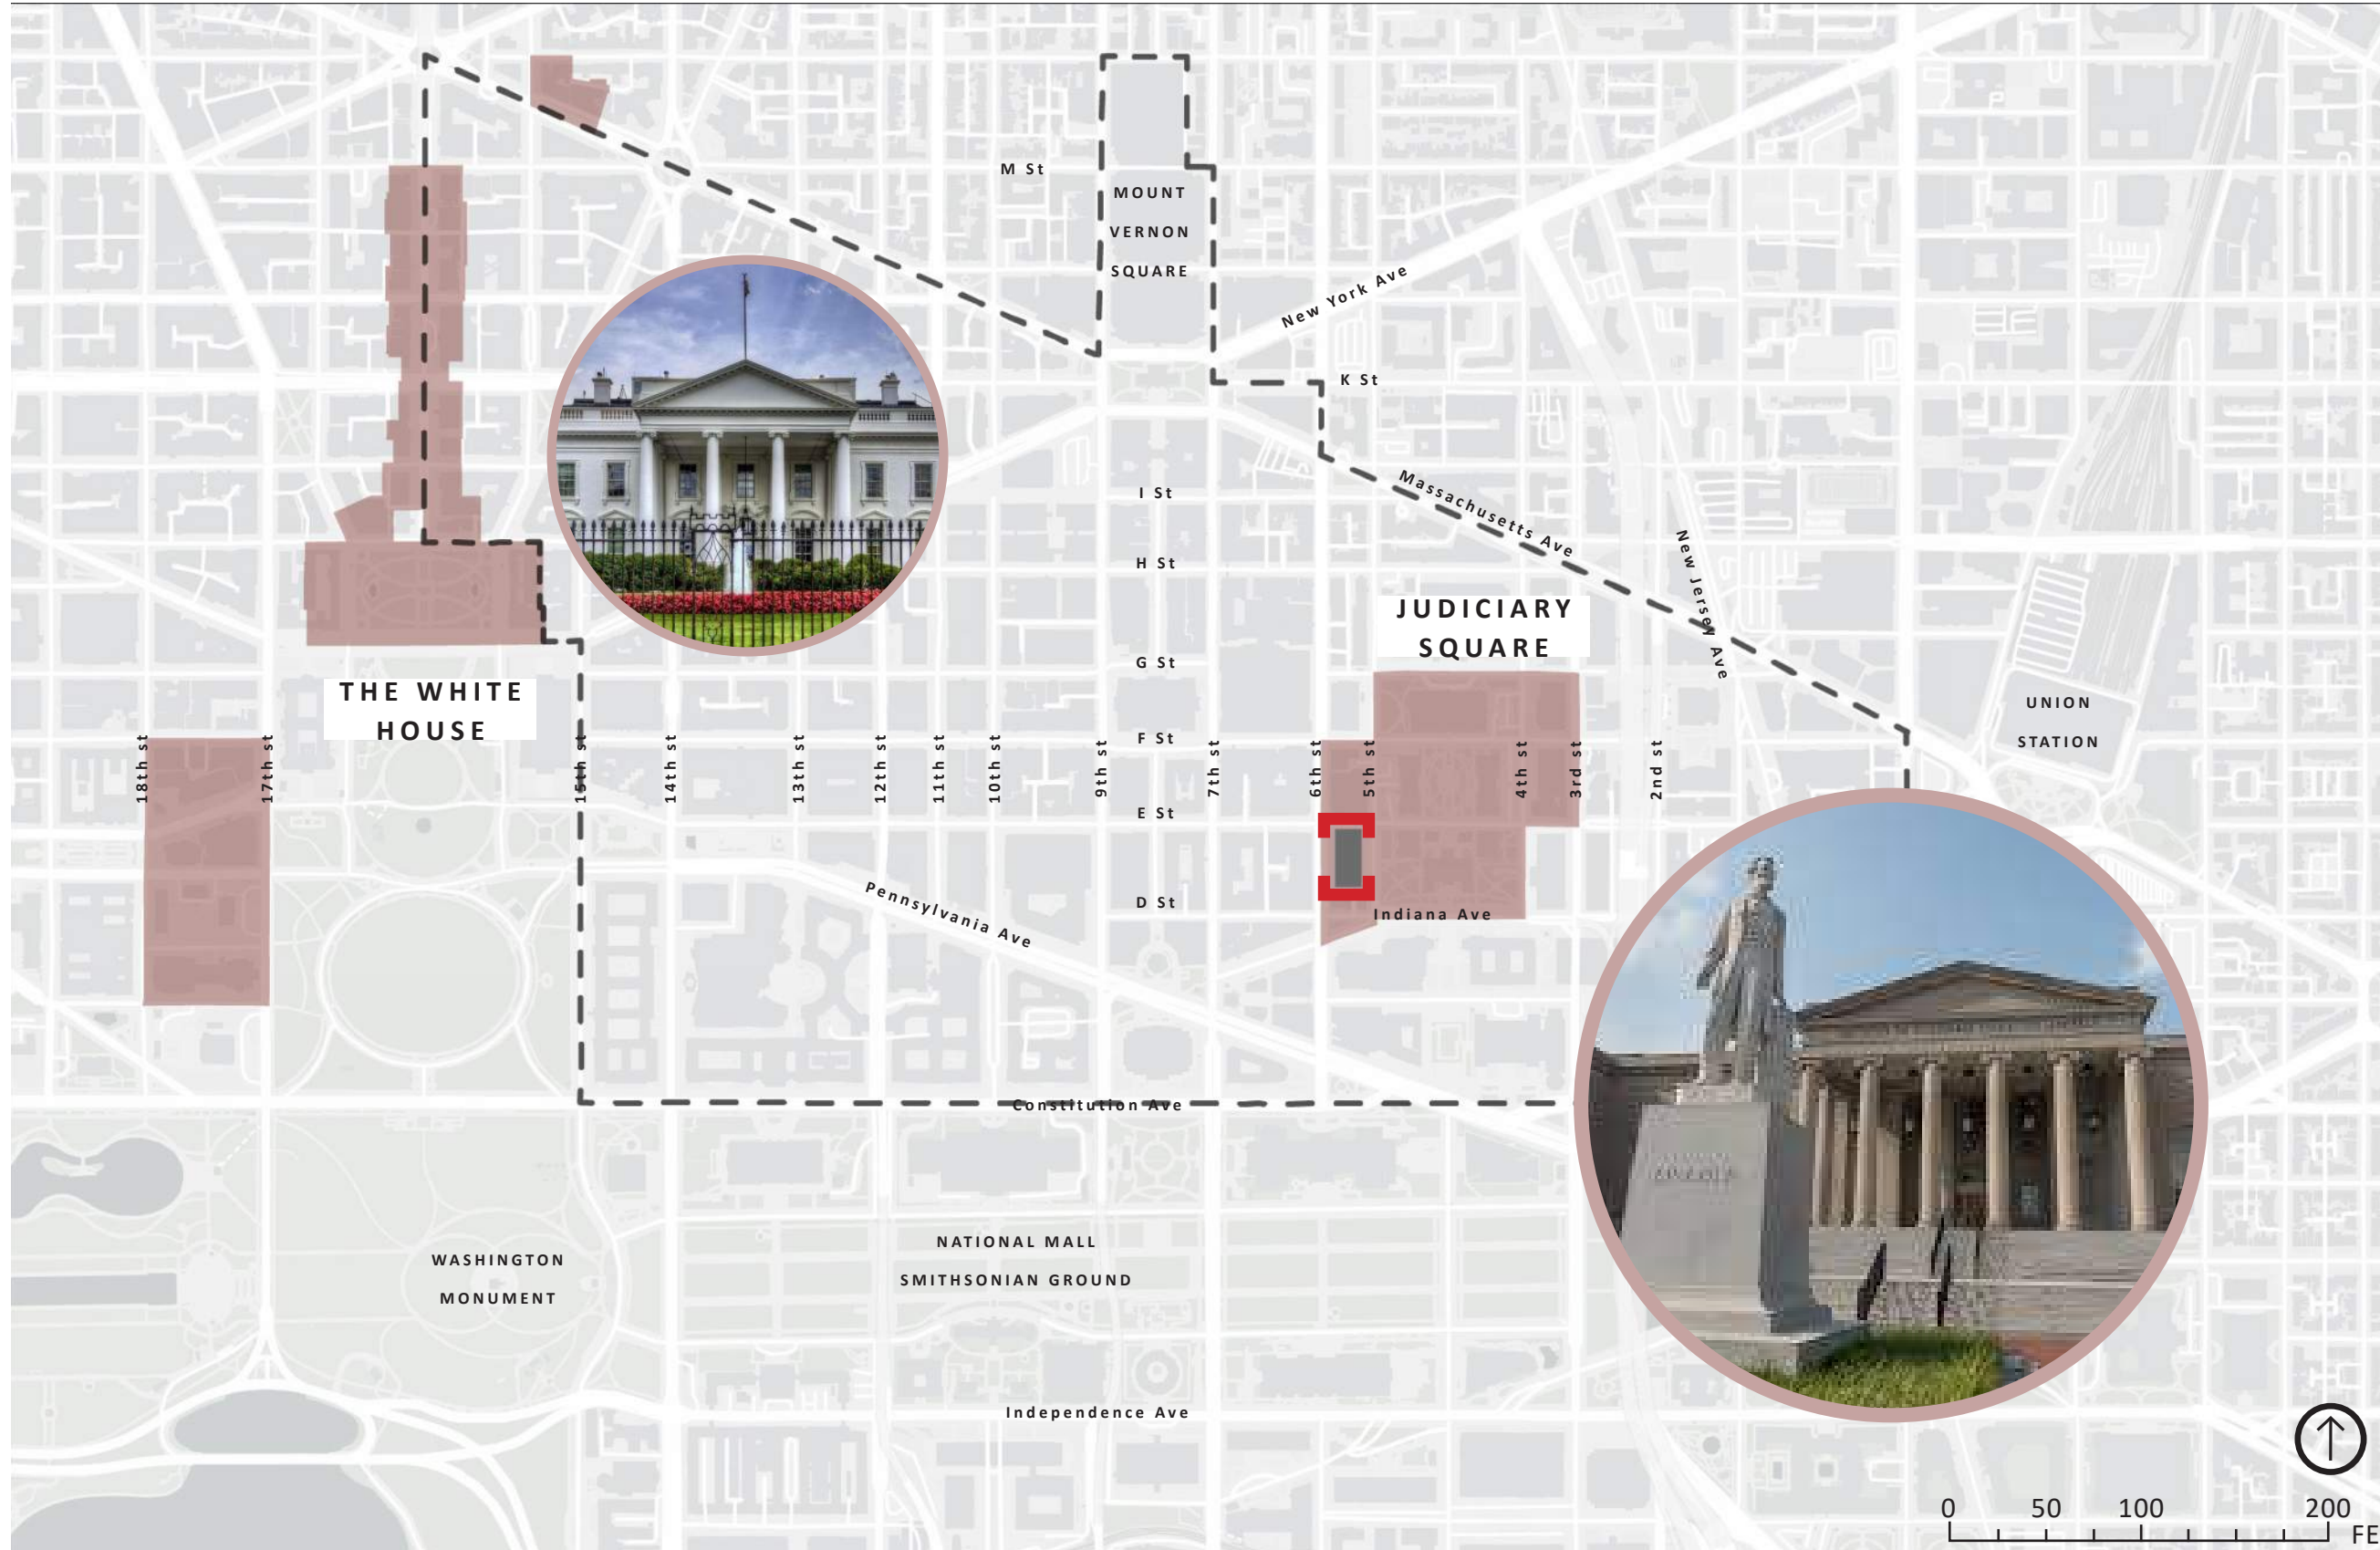 M St
MOUNT
VERNON
SQUARE
New York Ave
K St
Massachusetts Ave
I St
H St
New Jersey Ave
JUDICIARY
SQUARE
G St
THE WHITE
HOUSE
UNION
STATION
F St
18th st
17th st
15th st
14th st
13th st
12th st
11th st
10th st
9th st
7th st
6th st
5th st
4th st
3rd st
2nd st
E St
Pennsylvania Ave
D St
Indiana Ave
Constitution Ave
LINCOLN
NATIONAL MALL
SMITHSONIAN GROUND
WASHINGTON
MONUMENT
Independence Ave
0 50 100 200
FE